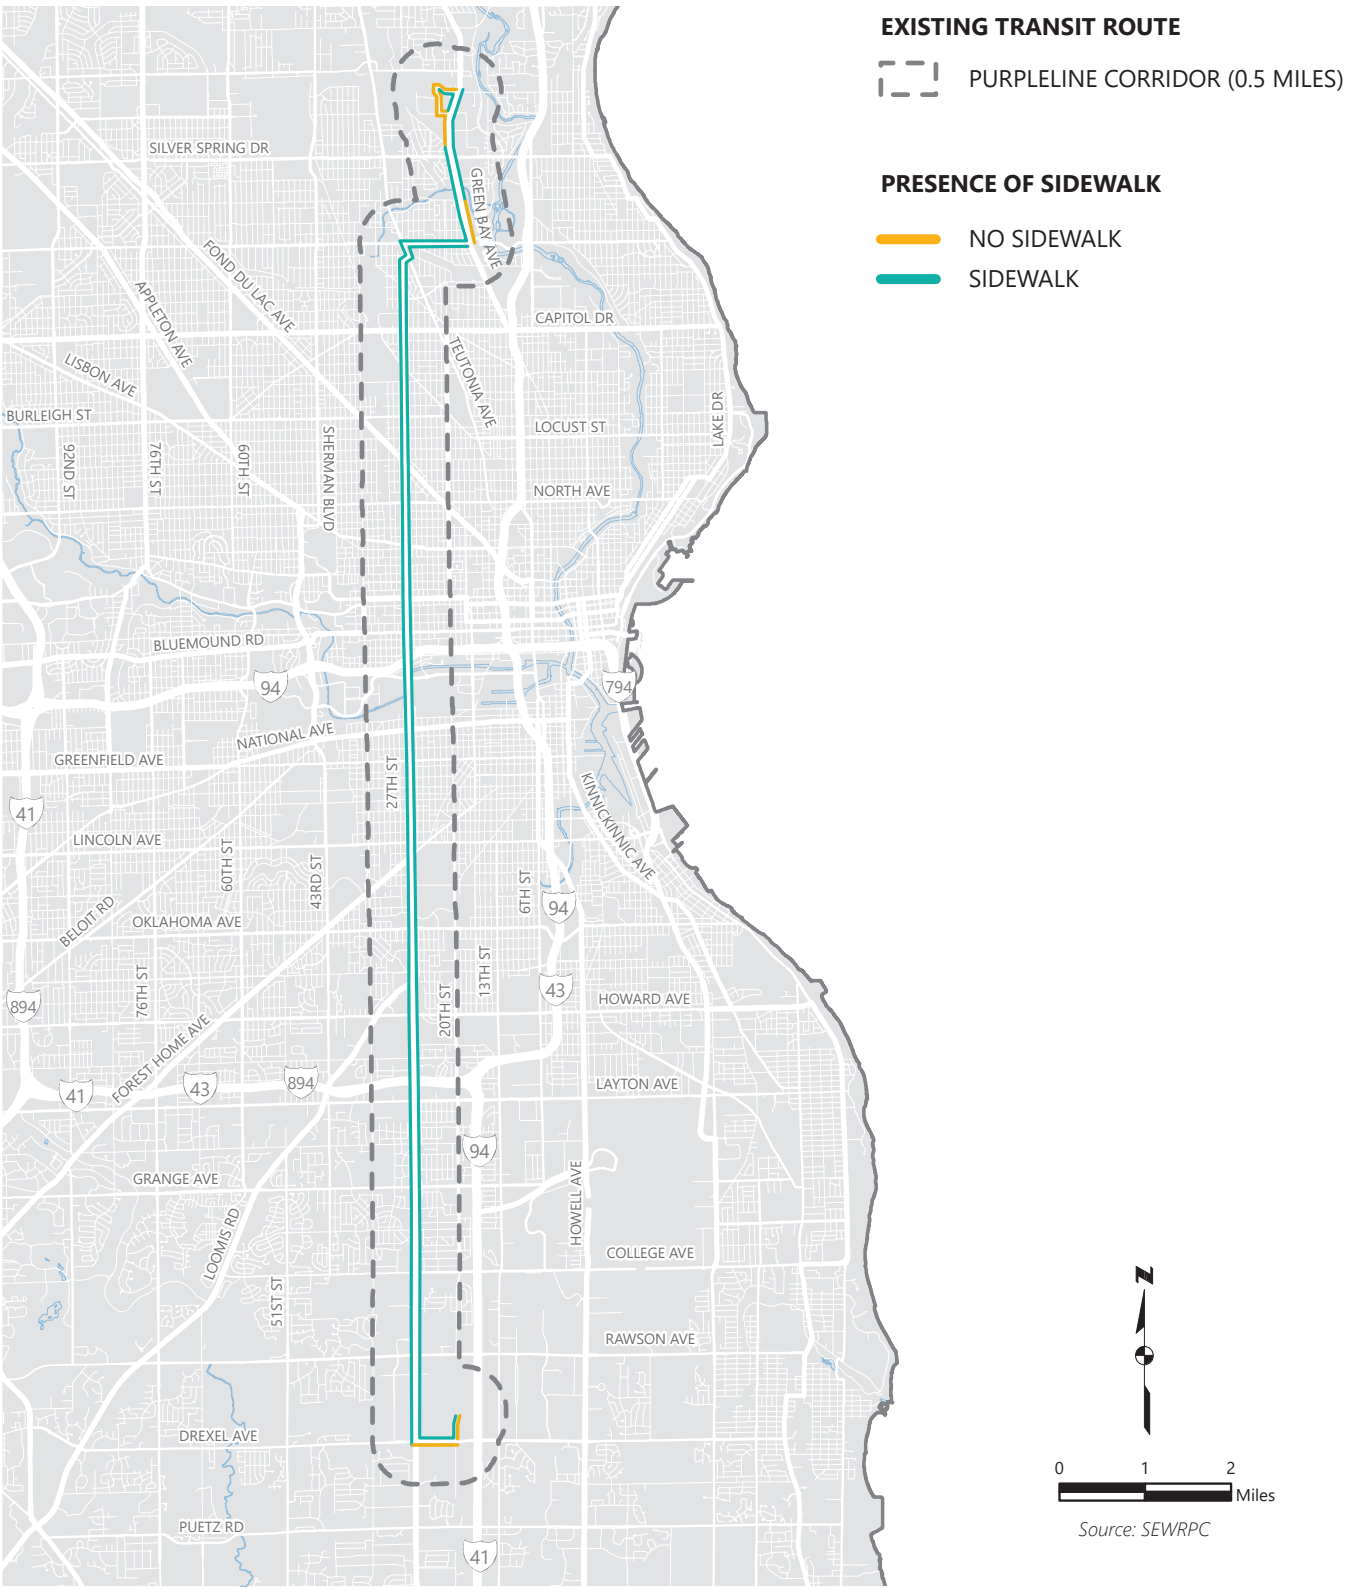 EXISTING TRANSIT ROUTE
PURPLELINE CORRIDOR (0.5 MILES)
PRESENCE OF SIDEWALK
NO SIDEWALK
SIDEWALK
SILVER SPRING DR
GREEN BAY AVE
FOND DU LAC AVE
APPLETON AVE
CAPITOL DR
LISBON AVE
TEUTONIA AVE
BURLEIGH ST
LOCUST ST
LAKE DR
92ND ST
76TH ST
60TH ST
SHERMAN BLVD
NORTH AVE
BLUEMOUND RD
94
794
NATIONAL AVE
GREENFIELD AVE
27TH ST
KINNICKINNIC AVE
41
LINCOLN AVE
60TH ST
43RD ST
6TH ST
94
BELOIT RD
OKLAHOMA AVE
13TH ST
76TH ST
43
894
20TH ST
HOWARD AVE
FOREST HOME AVE
41
43
894
LAYTON AVE
94
GRANGE AVE
HOWELL AVE
LOOMIS RD
COLLEGE AVE
51ST ST
RAWSON AVE
DREXEL AVE
PUETZ RD
41
N
0 1 2
Miles
Source: SEWRPC